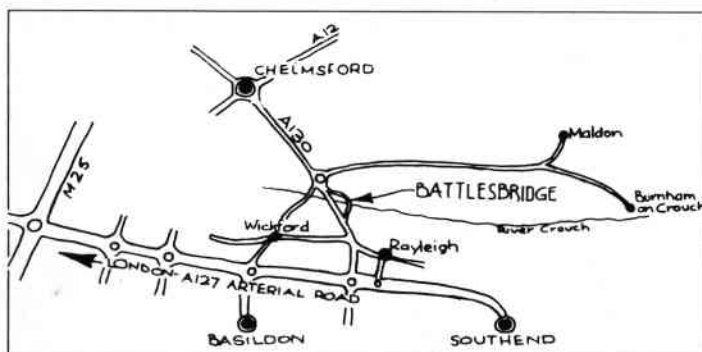 A12
CHELMSFORD
A130
M25
Maldon
BATTLESBRIDGE
Burnham
on Crouch
Wickford
River Crouch
Rayleigh
LONDON-A127 ARTERIAL ROAD
BASILDON
SOUTHEND